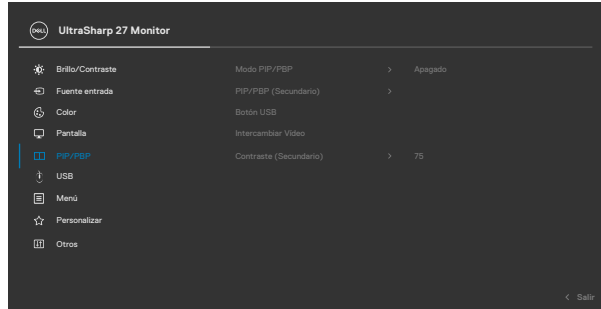 DELL UltraSharp 27 Monitor
Brillo/Contraste Modo PIP/PBP > Apagado
Fuente entrada PIP/PBP (Secundario) >
Color Botón USB
Pantalla Intercambiar Vídeo
PIP/PBP Contraste (Secundario) > 75
USB
Menú
Personalizar
Otros
< Salir